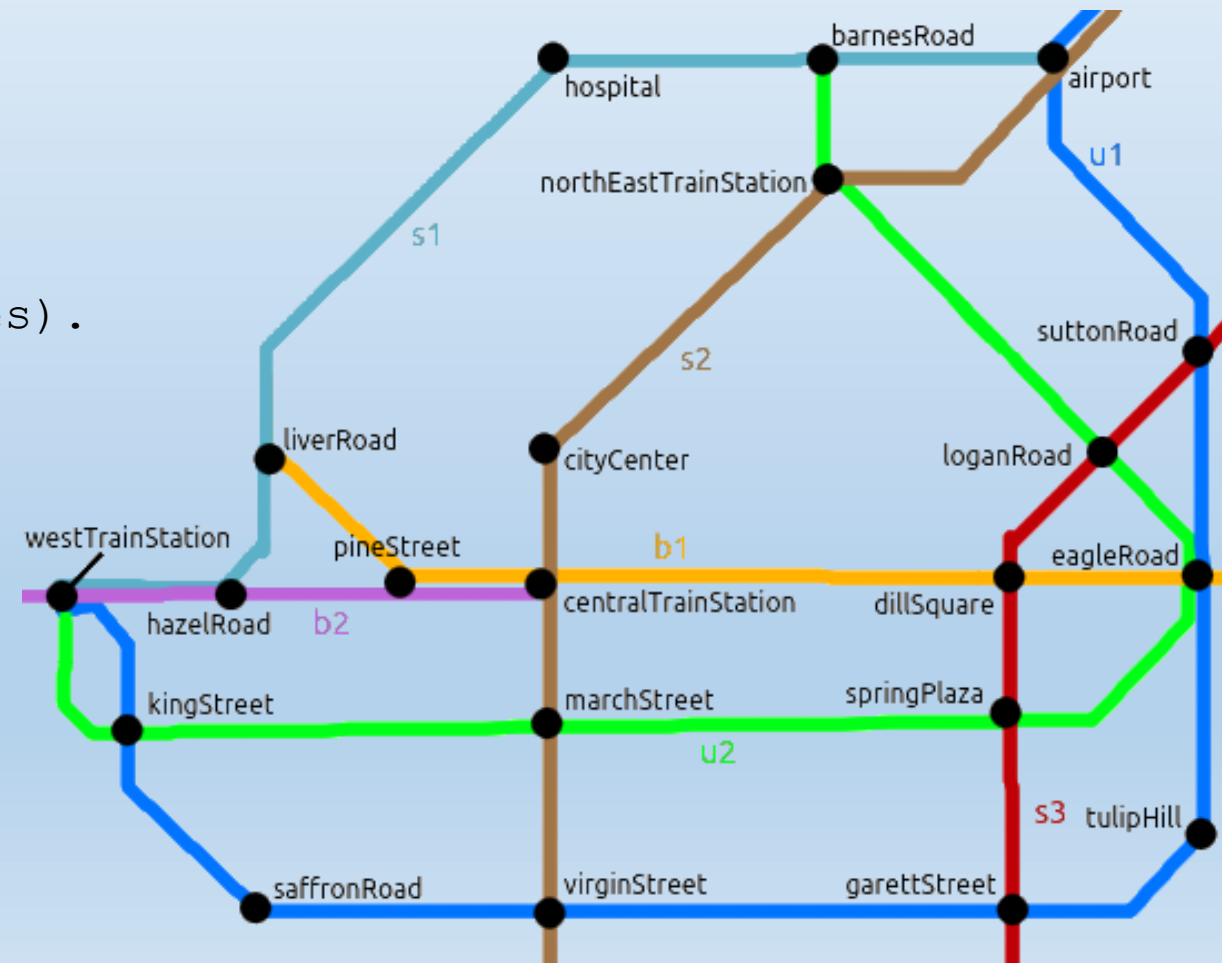 barnesRoad
hospital
airport
u1
northEastTrainStation
s1
s).
suttonRoad
s2
liverRoad
cityCenter
loganRoad
westTrainStation
pineStreet
b1
eagleRoad
hazelRoad
b2
centralTrainStation
dillSquare
kingStreet
marchStreet
springPlaza
u2
s3
tulipHill
saffronRoad
virginStreet
garettStreet